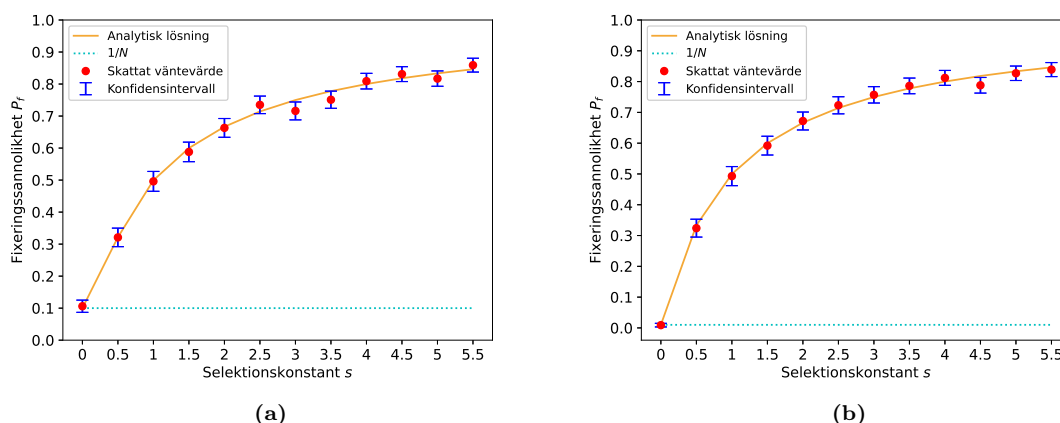 Analytisk lösning
1/N
Skattat väntevärde
Konfidensintervall
Fixeringssannolikhet P_f
1.0
0.9
0.8
0.7
0.6
0.5
0.4
0.3
0.2
0.1
0.0
0 0.5 1 1.5 2 2.5 3 3.5 4 4.5 5 5.5
Selektionskonstant s
(a)
Analytisk lösning
1/N
Skattat väntevärde
Konfidensintervall
Fixeringssannolikhet P_f
1.0
0.9
0.8
0.7
0.6
0.5
0.4
0.3
0.2
0.1
0.0
0 0.5 1 1.5 2 2.5 3 3.5 4 4.5 5 5.5
Selektionskonstant s
(b)